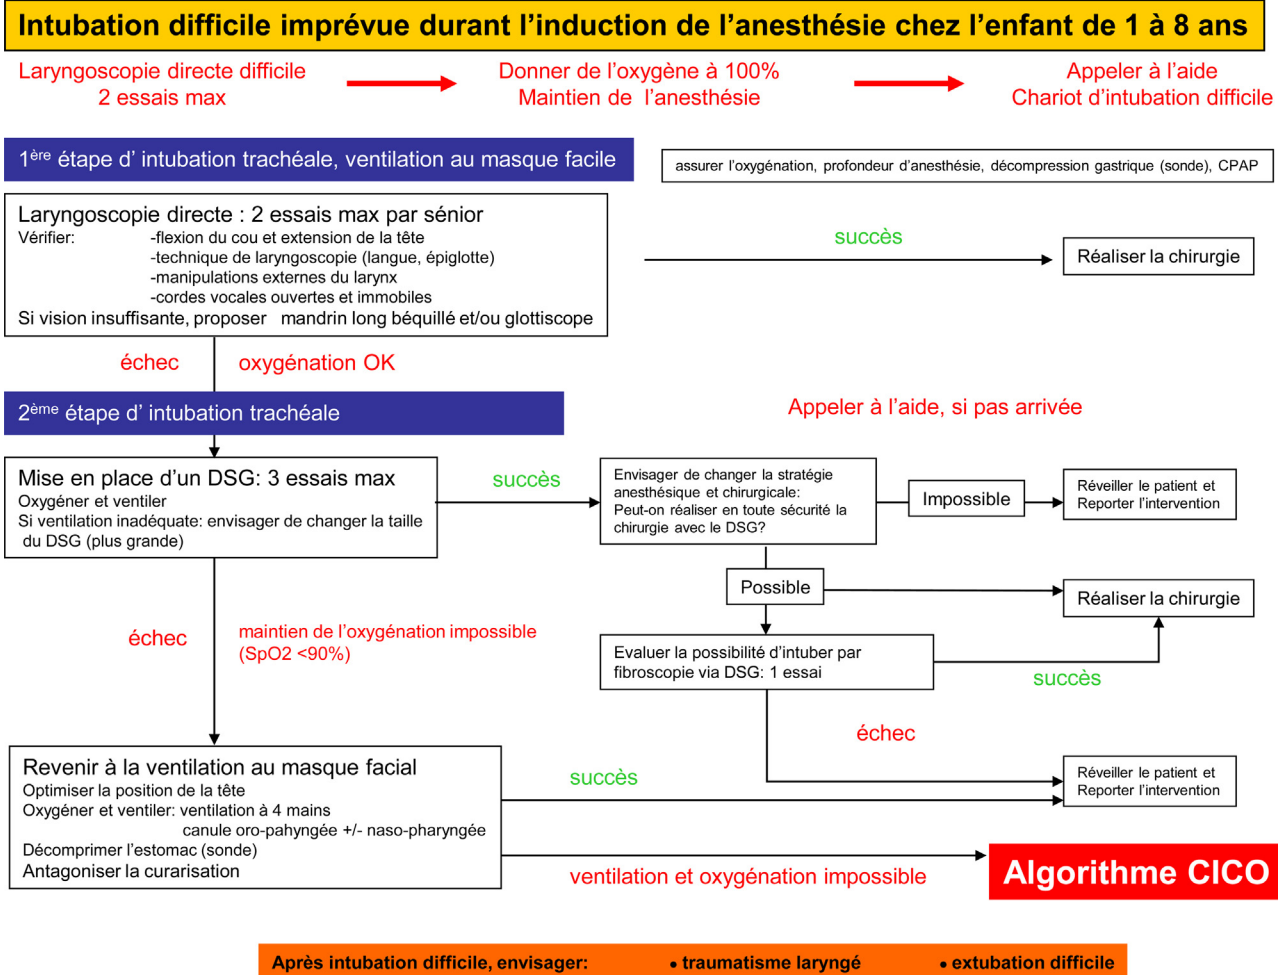 Intubation difficile imprévue durant l'induction de l'anesthésie chez l'enfant de 1 à 8 ans
Laryngoscopie directe difficile
2 essais max
Donner de l'oxygène à 100%
Maintien de l'anesthésie
Appeler à l'aide
Chariot d'intubation difficile
1ère étape d' intubation trachéale, ventilation au masque facile
assurer l'oxygénation, profondeur d'anesthésie, décompression gastrique (sonde), CPAP
Laryngoscopie directe : 2 essais max par sénior
Vérifier: -flexion du cou et extension de la tête
-technique de laryngoscopie (langue, épiglotte)
-manipulations externes du larynx
-cordes vocales ouvertes et immobiles
Si vision insuffisante, proposer mandrin long béquillé et/ou glottiscope
succès
Réaliser la chirurgie
échec
oxygénation OK
2ème étape d' intubation trachéale
Appeler à l'aide, si pas arrivée
Mise en place d'un DSG: 3 essais max
Oxygéner et ventiler
Si ventilation inadéquate: envisager de changer la taille
du DSG (plus grande)
succès
Envisager de changer la stratégie
anesthésique et chirurgicale:
Peut-on réaliser en toute sécurité la
chirurgie avec le DSG?
Impossible
Réveiller le patient et
Reporter l'intervention
Possible
Réaliser la chirurgie
échec
maintien de l'oxygénation impossible
(SpO2 <90%)
Evaluer la possibilité d'intuber par
fibroscopie via DSG: 1 essai
succès
échec
Revenir à la ventilation au masque facial
Optimiser la position de la tête
Oxygéner et ventiler: ventilation à 4 mains
canule oro-pahyngée +/- naso-pharyngée
Décomprimer l'estomac (sonde)
Antagoniser la curarisation
succès
Réveiller le patient et
Reporter l'intervention
ventilation et oxygénation impossible
Algorithme CICO
Après intubation difficile, envisager: • traumatisme laryngé • extubation difficile